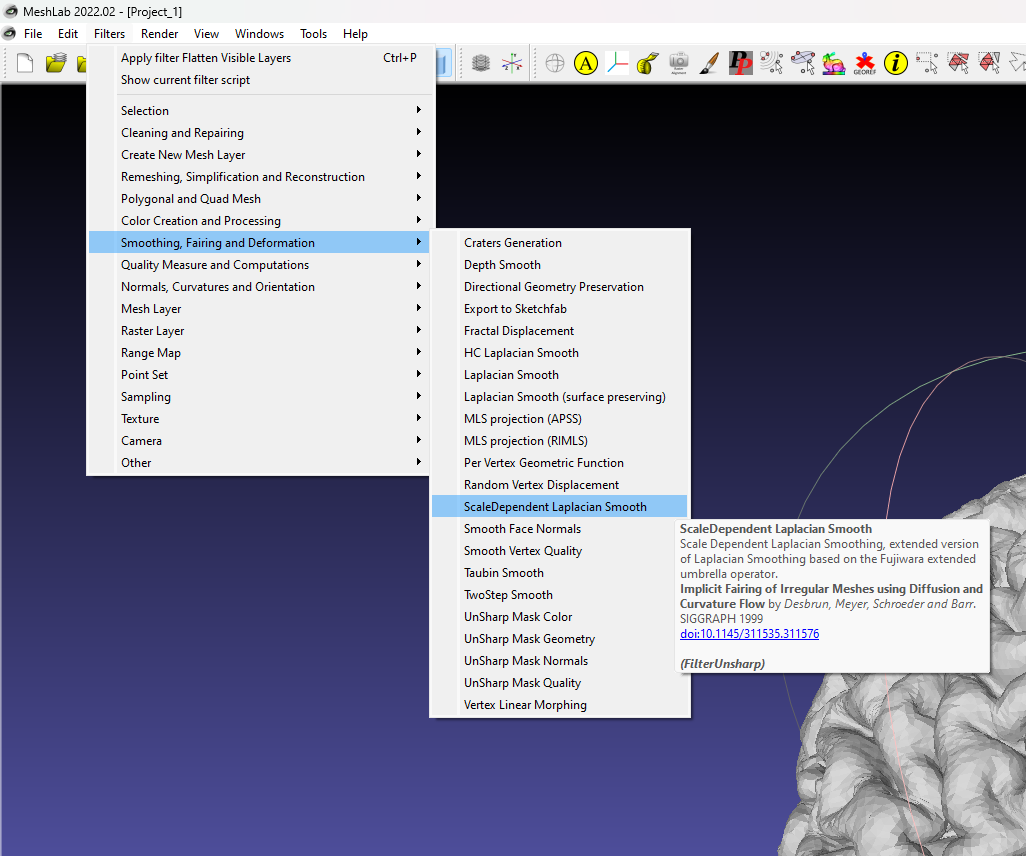 MeshLab 2022.02 - [Project_1]
File Edit Filters Render View Windows Tools Help
Apply filter Flatten Visible Layers Ctrl+P
Show current filter script
A
Pp
GEOREF
i
Selection
Cleaning and Repairing
Create New Mesh Layer
Remeshing, Simplification and Reconstruction
Polygonal and Quad Mesh
Color Creation and Processing
Smoothing, Fairing and Deformation
Quality Measure and Computations
Normals, Curvatures and Orientation
Mesh Layer
Raster Layer
Range Map
Point Set
Sampling
Texture
Camera
Other
Craters Generation
Depth Smooth
Directional Geometry Preservation
Export to Sketchfab
Fractal Displacement
HC Laplacian Smooth
Laplacian Smooth
Laplacian Smooth (surface preserving)
MLS projection (APSS)
MLS projection (RIMLS)
Per Vertex Geometric Function
Random Vertex Displacement
ScaleDependent Laplacian Smooth
Smooth Face Normals
Smooth Vertex Quality
Taubin Smooth
TwoStep Smooth
UnSharp Mask Color
UnSharp Mask Geometry
UnSharp Mask Normals
UnSharp Mask Quality
Vertex Linear Morphing
ScaleDependent Laplacian Smooth
Scale Dependent Laplacian Smoothing, extended version
of Laplacian Smoothing based on the Fujiwara extended
umbrella operator.
Implicit Fairing of Irregular Meshes using Diffusion and
Curvature Flow by Desbrun, Meyer, Schroeder and Barr.
SIGGRAPH 1999
doi:10.1145/311535.311576
(FilterUnsharp)